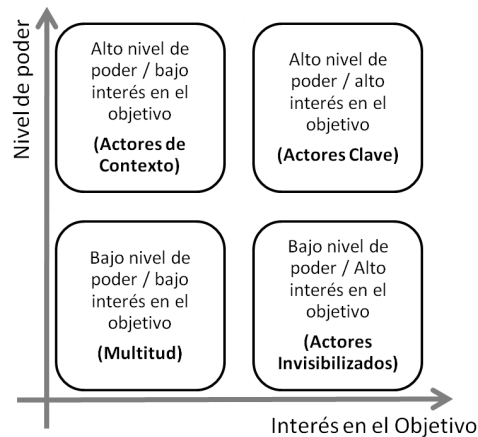 Nivel de poder
Alto nivel de
poder / bajo
interés en el
objetivo
(Actores de
Contexto)
Alto nivel de
poder / alto
interés en el
objetivo
(Actores Clave)
Bajo nivel de
poder / bajo
interés en el
objetivo
(Multitud)
Bajo nivel de
poder / Alto
interés en el
objetivo
(Actores
Invisibilizados)
Interés en el Objetivo